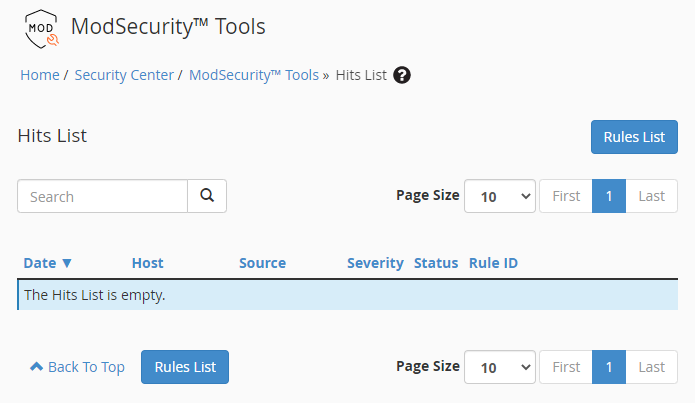 MOD
ModSecurity™ Tools
Home / Security Center / ModSecurity™ Tools » Hits List ?
Hits List
Rules List
Search
Page Size 10 First 1 Last
Date ▼ Host Source Severity Status Rule ID
The Hits List is empty.
Back To Top Rules List Page Size 10 First 1 Last